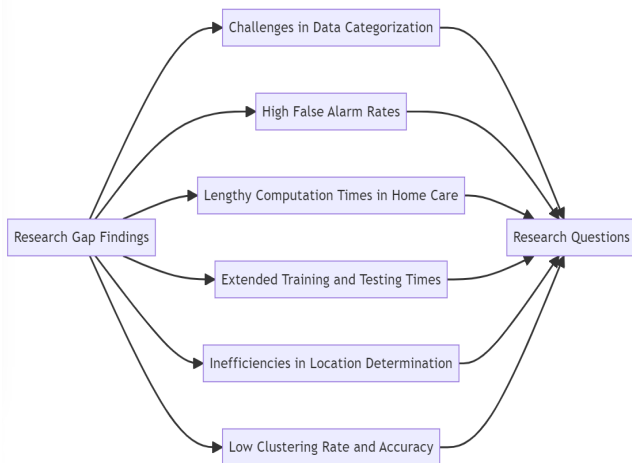 Challenges in Data Categorization
High False Alarm Rates
Lengthy Computation Times in Home Care
Research Gap Findings
Research Questions
Extended Training and Testing Times
Inefficiencies in Location Determination
Low Clustering Rate and Accuracy